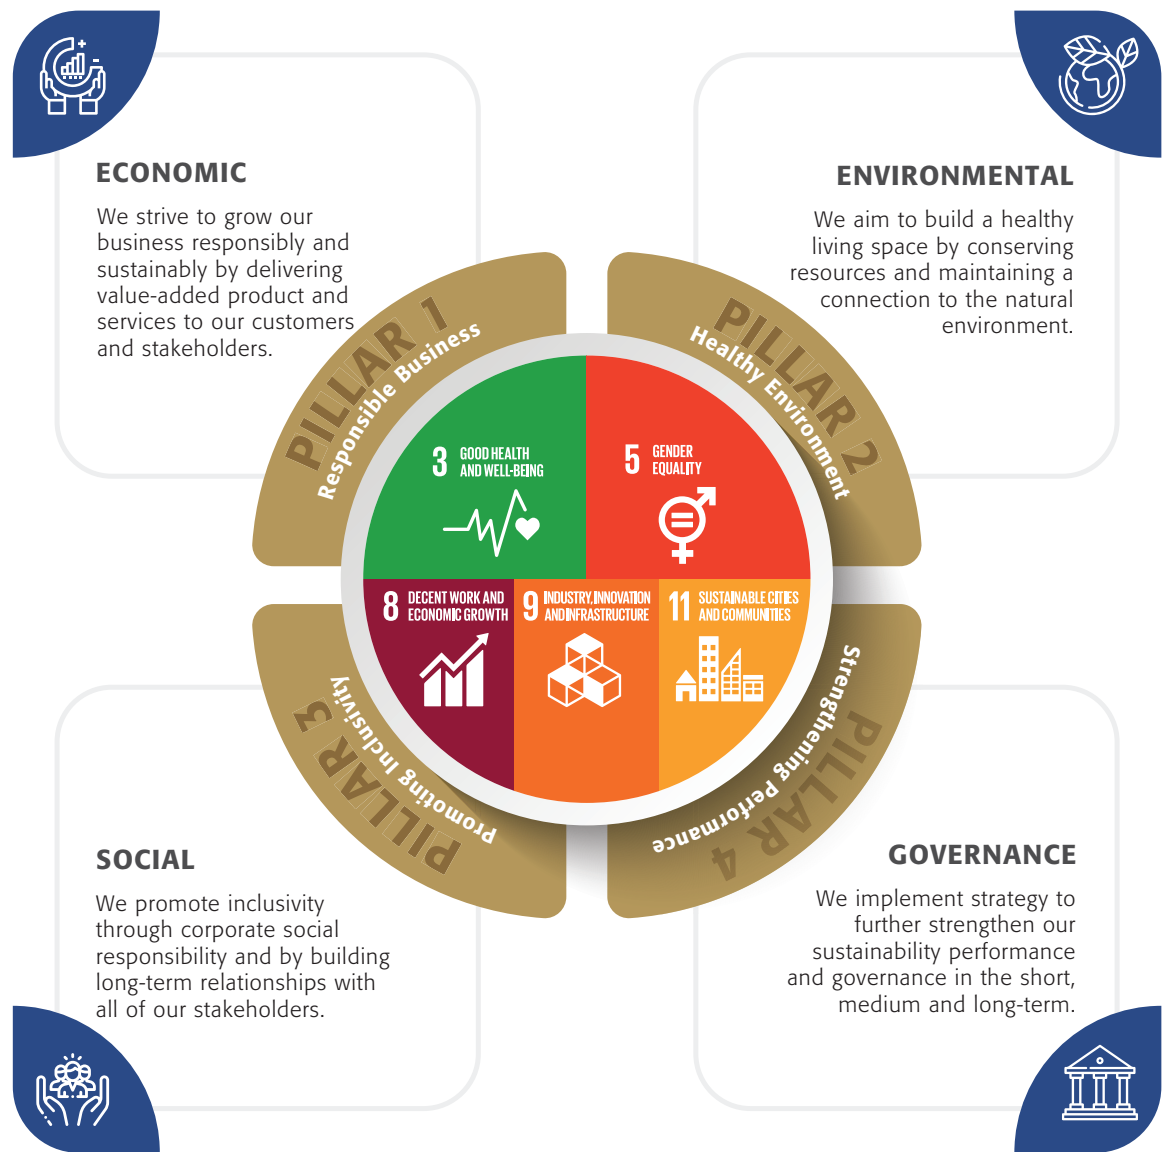 ECONOMIC
We strive to grow our
business responsibly and
sustainably by delivering
value-added product and
services to our customers
and stakeholders.
ENVIRONMENTAL
We aim to build a healthy
living space by conserving
resources and maintaining a
connection to the natural
environment.
PILLAR 1
Responsible Business
PILLAR 2
Healthy Environment
3 GOOD HEALTH
AND WELL-BEING
5 GENDER
EQUALITY
8 DECENT WORK AND
ECONOMIC GROWTH
9 INDUSTRY, INNOVATION
AND INFRASTRUCTURE
11 SUSTAINABLE CITIES
AND COMMUNITIES
Promoting Inclusivity
PILLAR 3
Strengthening Performance
PILLAR 4
SOCIAL
We promote inclusivity
through corporate social
responsibility and by building
long-term relationships with
all of our stakeholders.
GOVERNANCE
We implement strategy to
further strengthen our
sustainability performance
and governance in the short,
medium and long-term.